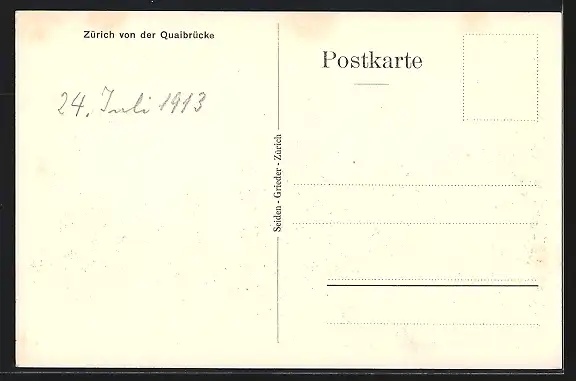 Zürich von der Quaibrücke
24. Juli 1913
Seiden - Grieder - Zürich
Postkarte